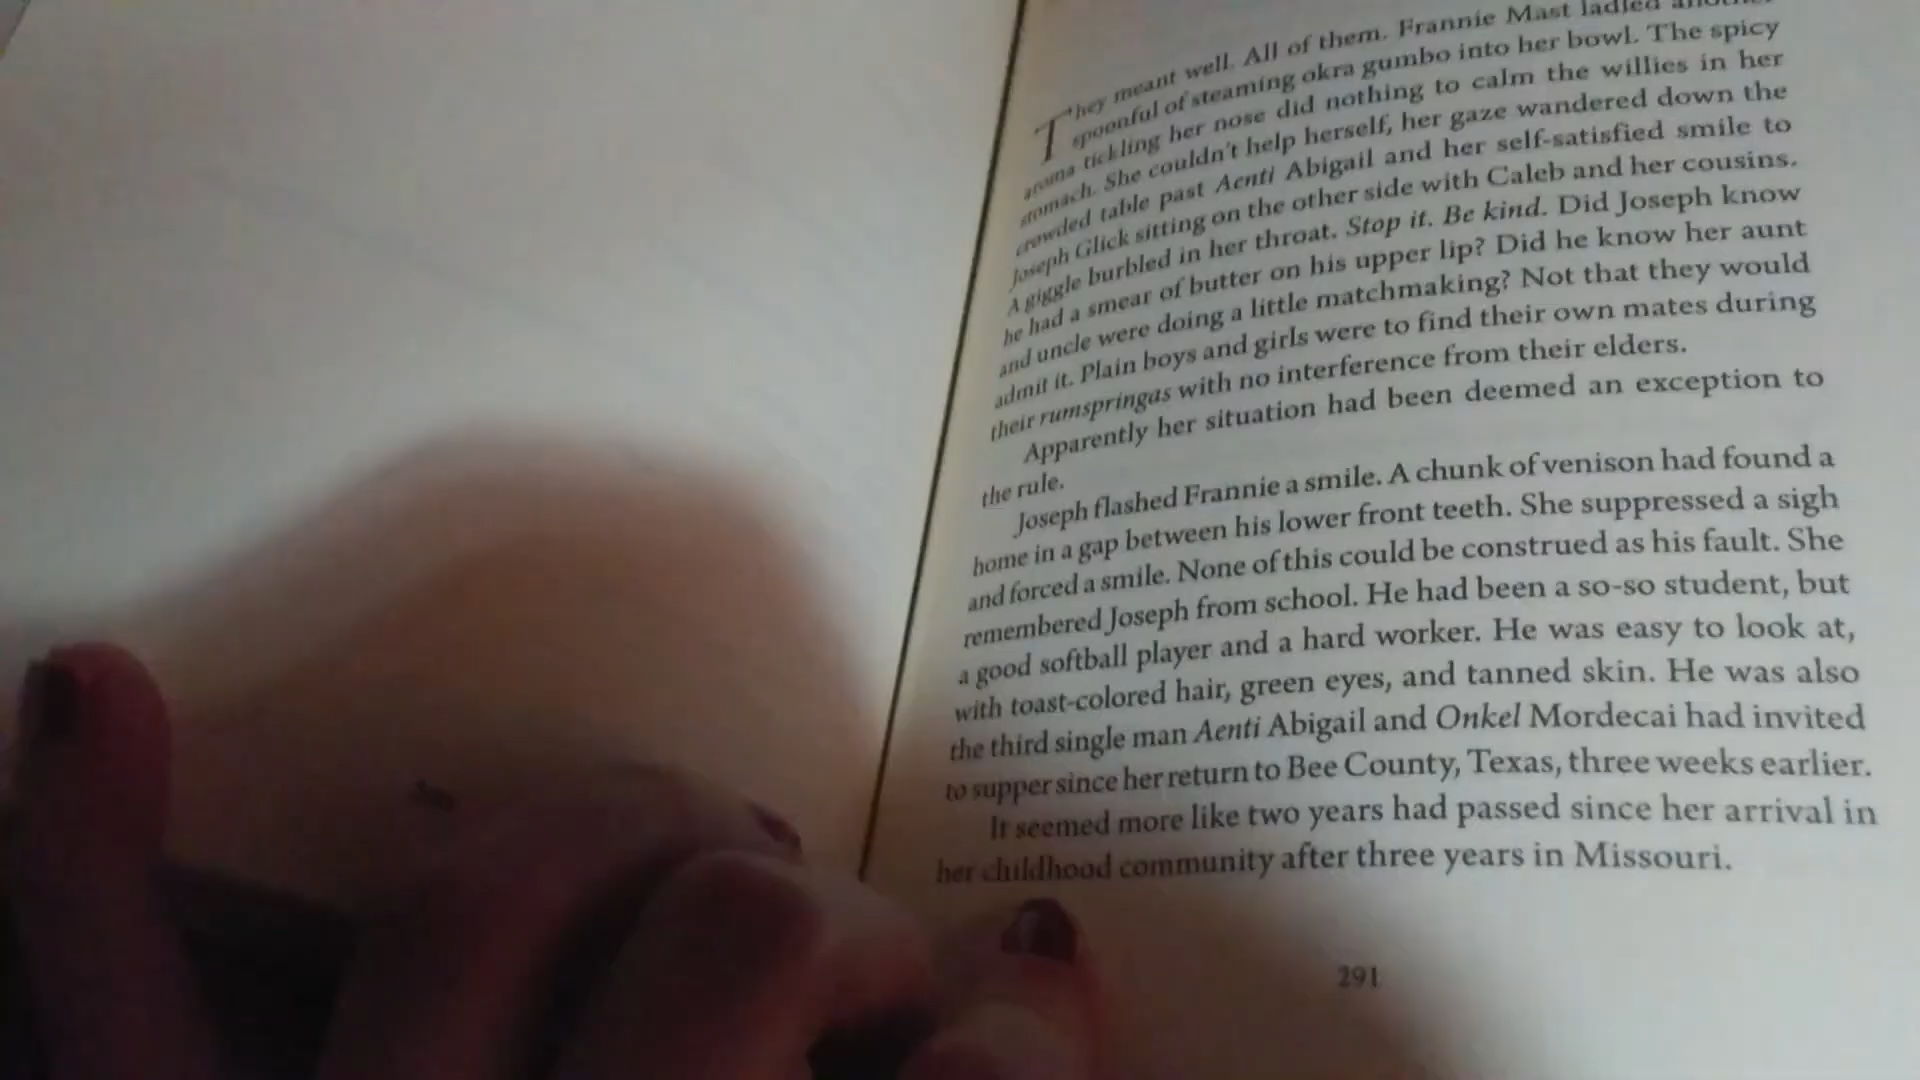 They meant well. All of them. Frannie Mast ladled another
spoonful of steaming okra gumbo into her bowl. The spicy
aroma tickling her nose did nothing to calm the willies in her
stomach. She couldn't help herself, her gaze wandered down the
crowded table past Aenti Abigail and her self-satisfied smile to
Joseph Glick sitting on the other side with Caleb and her cousins.
A giggle burbled in her throat. Stop it. Be kind. Did Joseph know
he had a smear of butter on his upper lip? Did he know her aunt
and uncle were doing a little matchmaking? Not that they would
admit it. Plain boys and girls were to find their own mates during
their rumspringas with no interference from their elders.
Apparently her situation had been deemed an exception to
the rule.
Joseph flashed Frannie a smile. A chunk of venison had found a
home in a gap between his lower front teeth. She suppressed a sigh
and forced a smile. None of this could be construed as his fault. She
remembered Joseph from school. He had been a so-so student, but
a good softball player and a hard worker. He was easy to look at,
with toast-colored hair, green eyes, and tanned skin. He was also
the third single man Aenti Abigail and Onkel Mordecai had invited
to supper since her return to Bee County, Texas, three weeks earlier.
It seemed more like two years had passed since her arrival in
her childhood community after three years in Missouri.
291